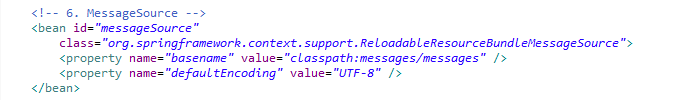 <!-- 6. MessageSource -->
<bean id="messageSource"
class="org.springframework.context.support.ReloadableResourceBundleMessageSource">
<property name="basename" value="classpath:messages/messages" />
<property name="defaultEncoding" value="UTF-8" />
</bean>